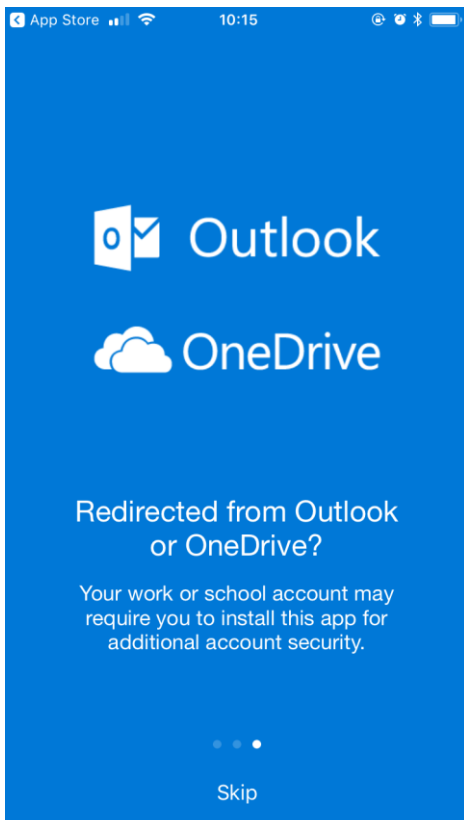 App Store 10:15
Outlook
OneDrive
Redirected from Outlook
or OneDrive?
Your work or school account may
require you to install this app for
additional account security.
Skip